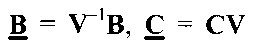 B = V⁻¹B, C = CV